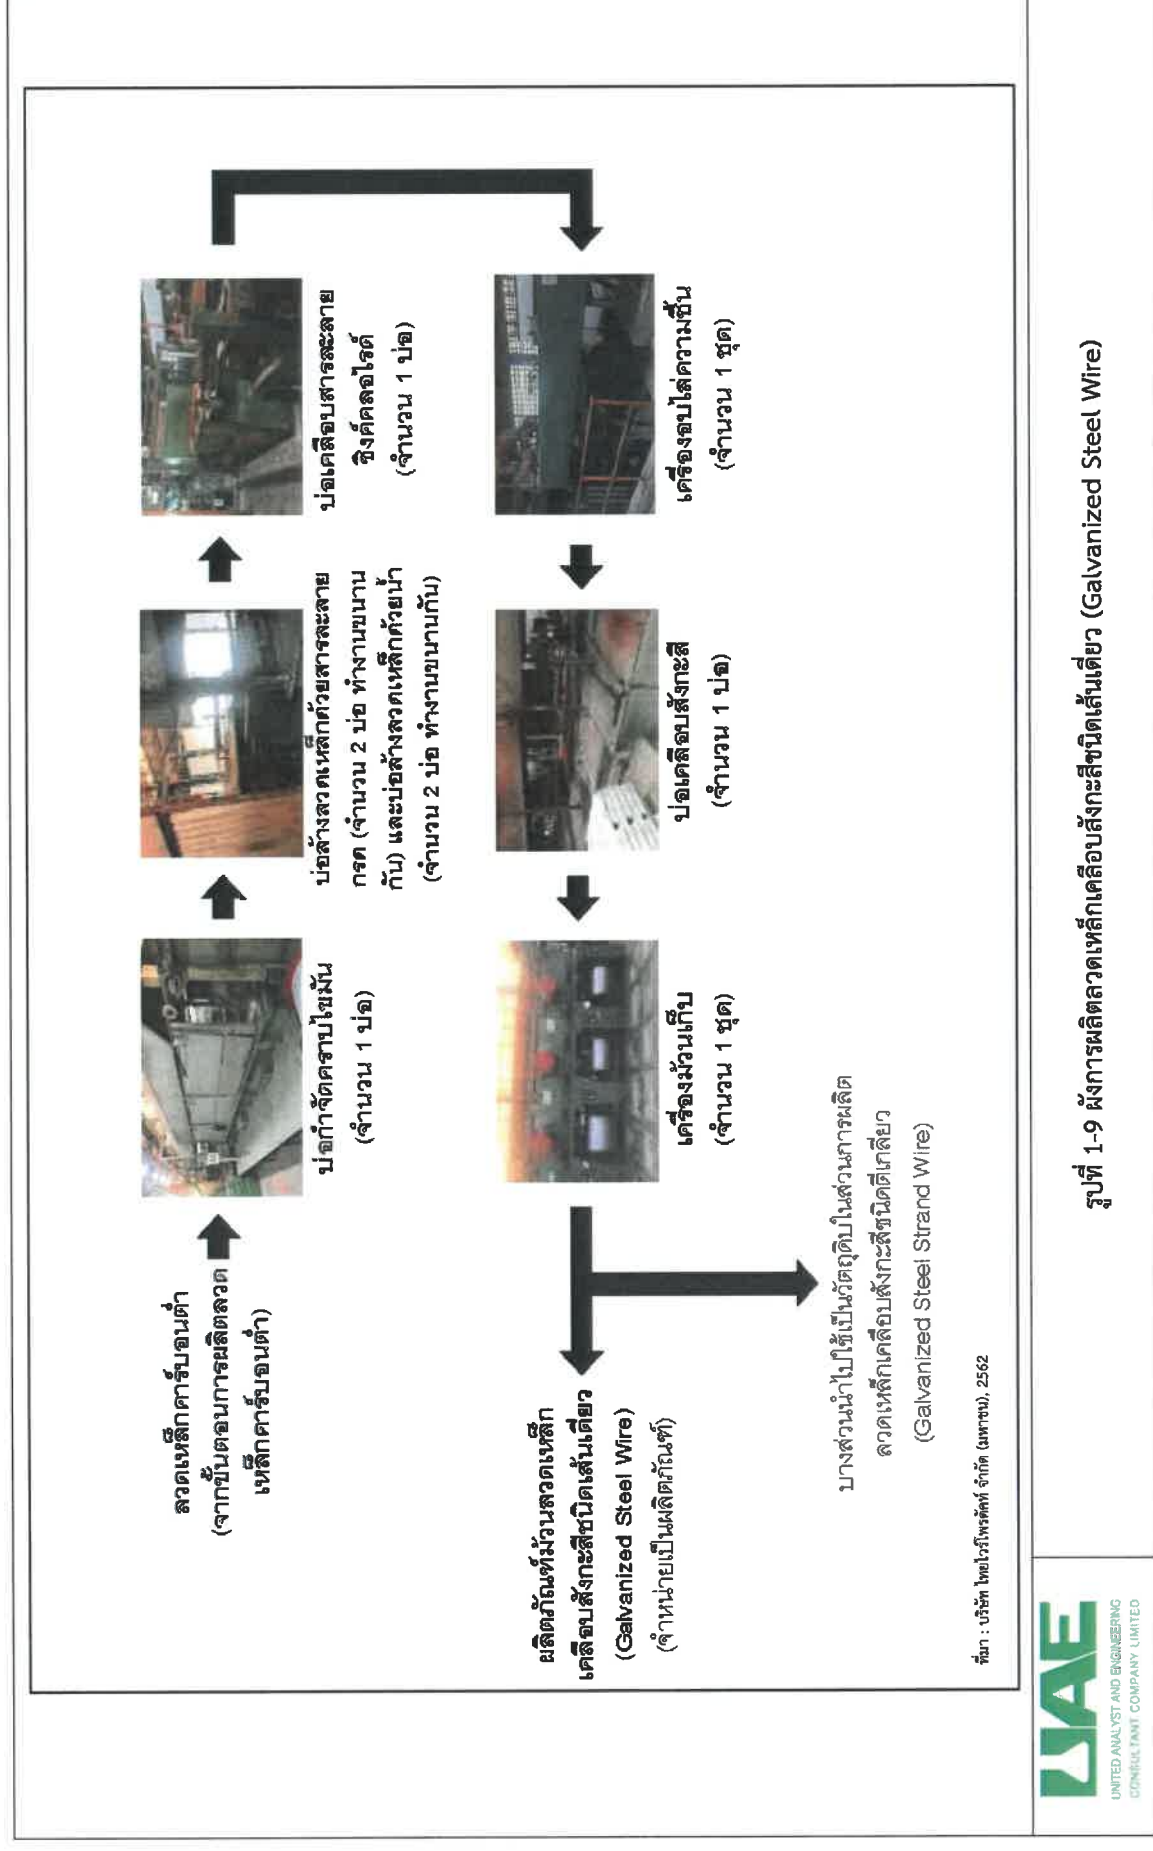 ลวดเหล็กคาร์บอนต่ำ
(จากขั้นตอนการผลิตลวด
เหล็กคาร์บอนต่ำ)
บ่อกำจัดคราบไขมัน
(จำนวน 1 บ่อ)
บ่อล้างลวดเหล็กด้วยสารละลาย
กรด (จำนวน 2 บ่อ ทำงานขนาน
กัน) และบ่อล้างลวดเหล็กด้วยน้ำ
(จำนวน 2 บ่อ ทำงานขนานกัน)
บ่อเคลือบสารละลาย
ซิงค์คลอไรด์
(จำนวน 1 บ่อ)
เครื่องอบไล่ความชื้น
(จำนวน 1 ชุด)
บ่อเคลือบสังกะสี
(จำนวน 1 บ่อ)
เครื่องม้วนเก็บ
(จำนวน 1 ชุด)
ผลิตภัณฑ์ม้วนลวดเหล็ก
เคลือบสังกะสีชนิดเส้นเดียว
(Galvanized Steel Wire)
(จำหน่ายเป็นผลิตภัณฑ์)
บางส่วนนำไปใช้เป็นวัตถุดิบในส่วนการผลิต
ลวดเหล็กเคลือบสังกะสีชนิดตีเกลียว
(Galvanized Steel Strand Wire)
ที่มา : บริษัท ไทยไวร์โพรดัคท์ จำกัด (มหาชน), 2562
UAE
UNITED ANALYST AND ENGINEERING
CONSULTANT COMPANY LIMITED
รูปที่ 1-9 ผังการผลิตลวดเหล็กเคลือบสังกะสีชนิดเส้นเดี่ยว (Galvanized Steel Wire)